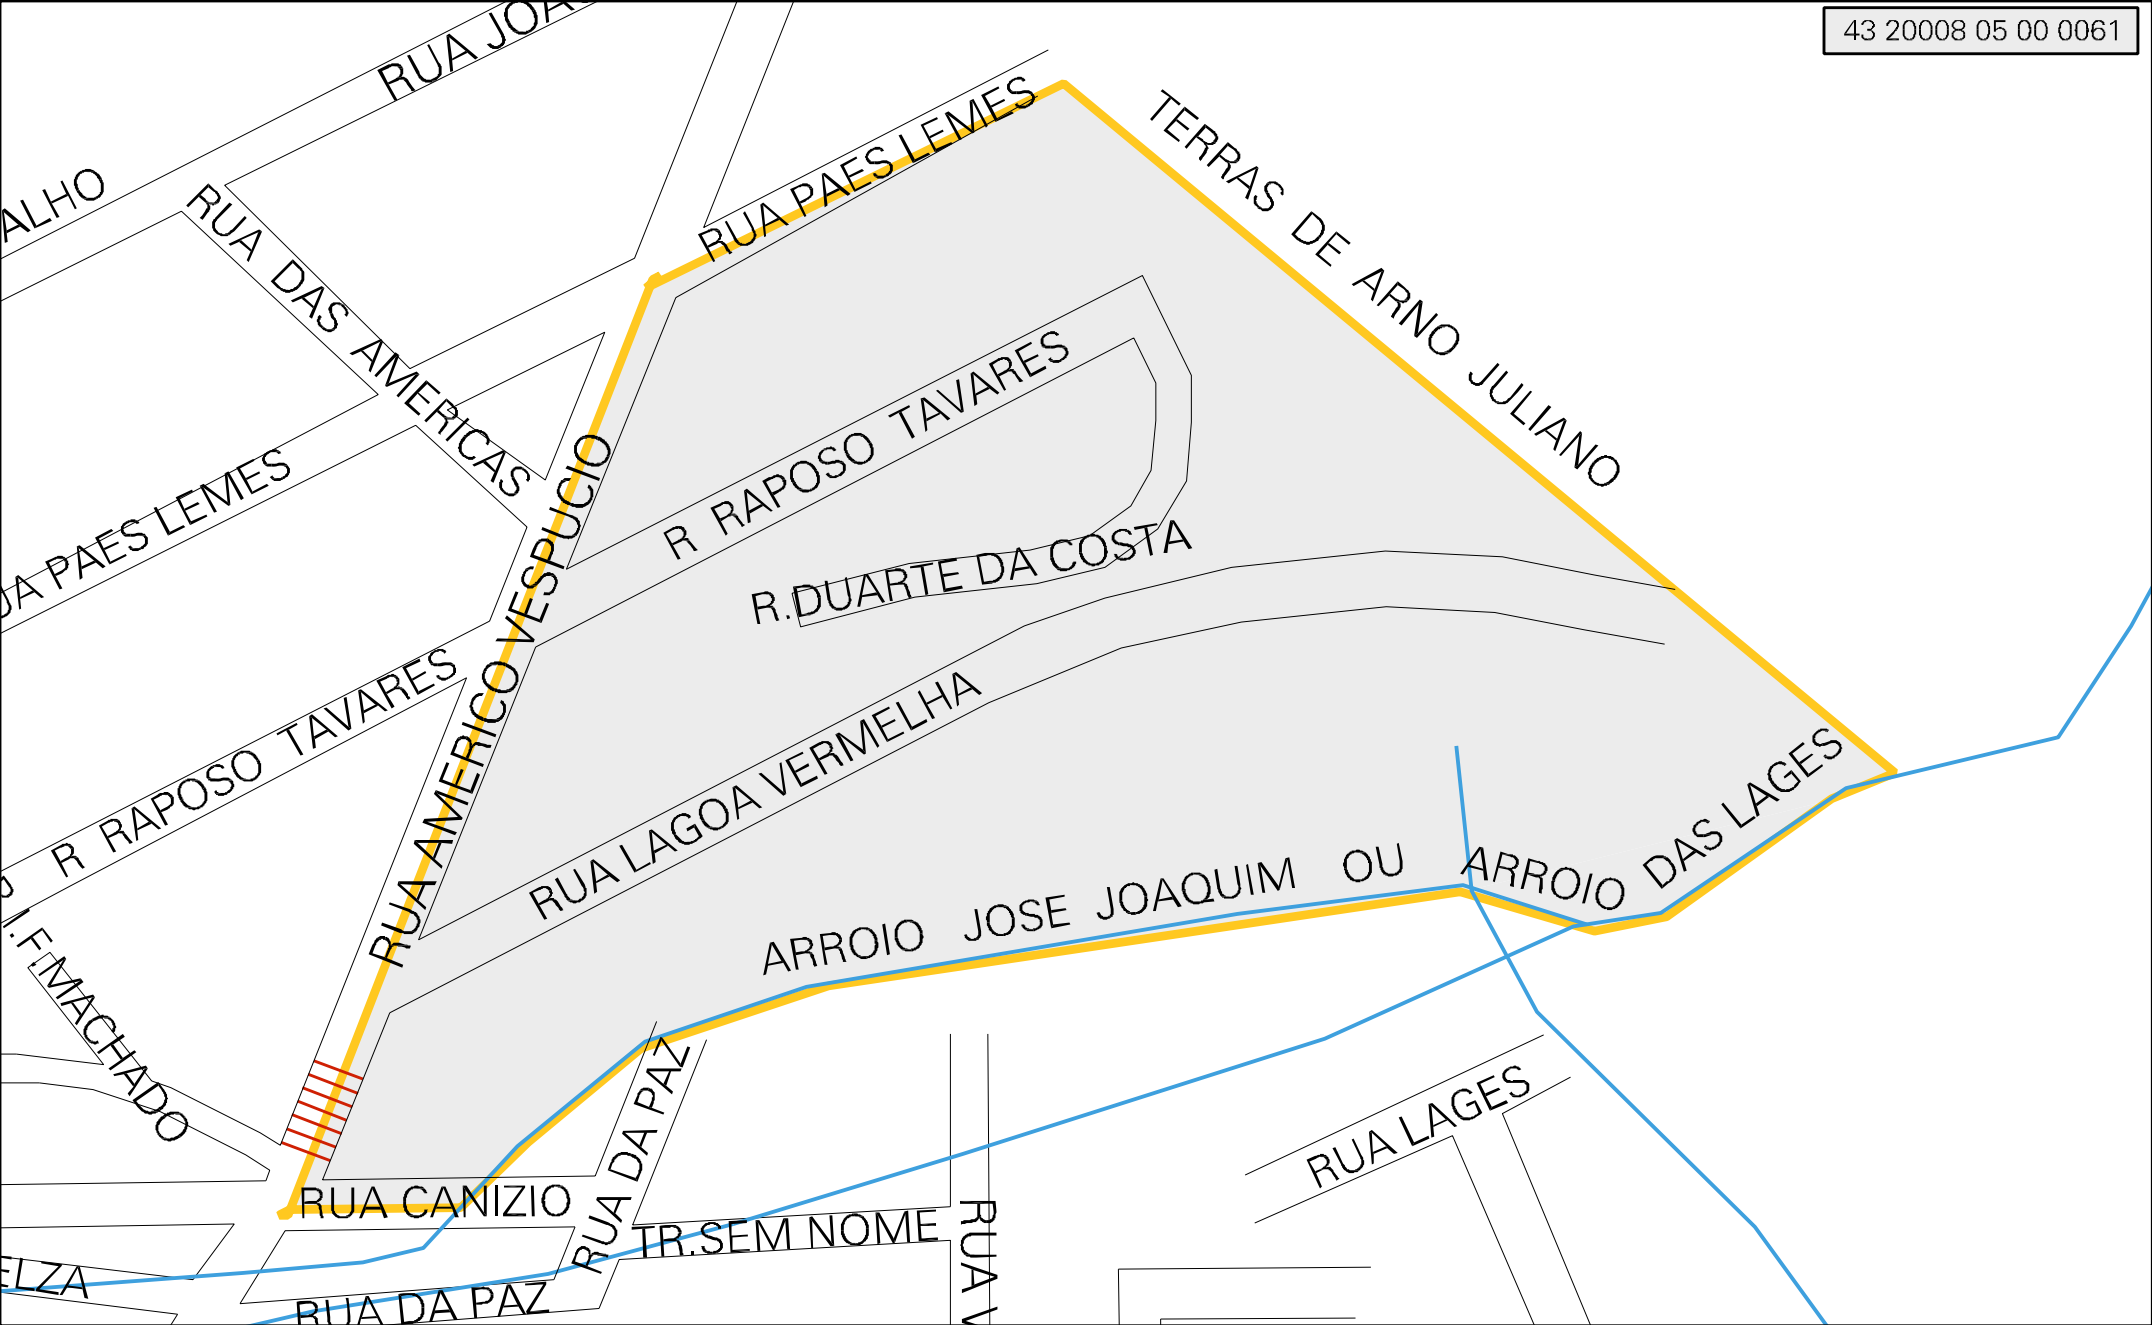 43 20008 05 00 0061
RUA JOA
ALHO
RUA PAES LEMES
TERRAS DE ARNO JULIANO
RUA DAS AMERICAS
R RAPOSO TAVARES
UA PAES LEMES
RUA AMERICO VESPUCIO
R.DUARTE DA COSTA
R RAPOSO TAVARES
RUA LAGOA VERMELHA
ARROIO JOSE JOAQUIM OU ARROIO DAS LAGES
M.F.MACHADO
RUA DA PAZ
RUA LAGES
RUA CANIZIO
TR.SEM NOME
RUA V
ELZA
RUA DA PAZ